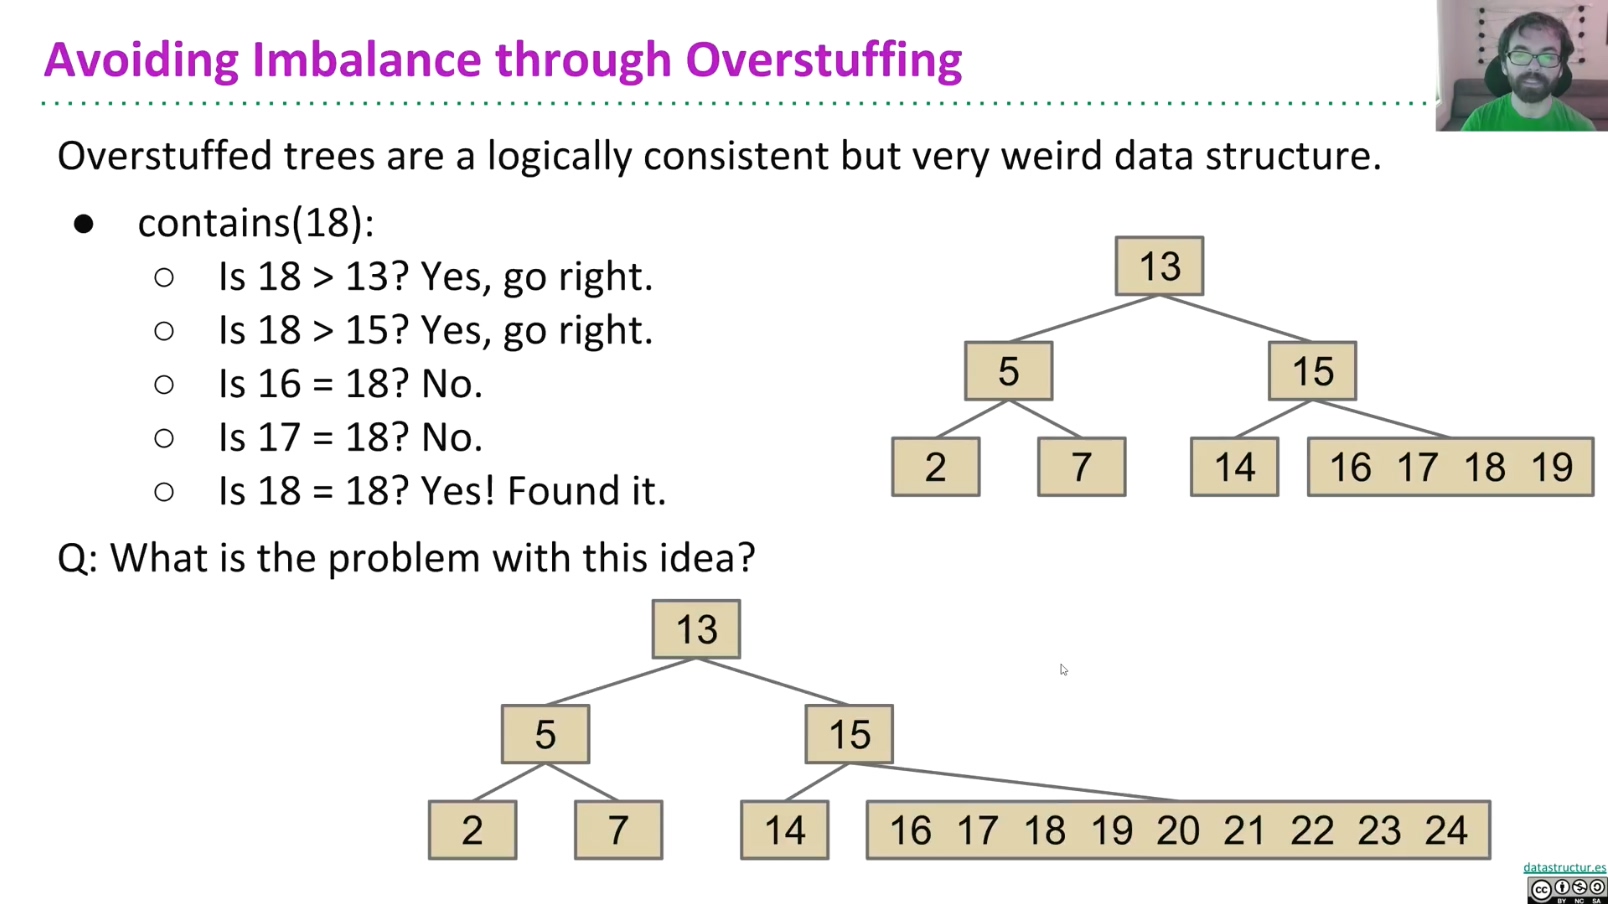 Avoiding Imbalance through Overstuffing
Overstuffed trees are a logically consistent but very weird data structure.
● contains(18):
○ Is 18 > 13? Yes, go right.
○ Is 18 > 15? Yes, go right.
○ Is 16 = 18? No.
○ Is 17 = 18? No.
○ Is 18 = 18? Yes! Found it.
13
5 15
2 7 14 16 17 18 19
Q: What is the problem with this idea?
13
5 15
2 7 14 16 17 18 19 20 21 22 23 24
datastructur.es
cc
BY NC SA